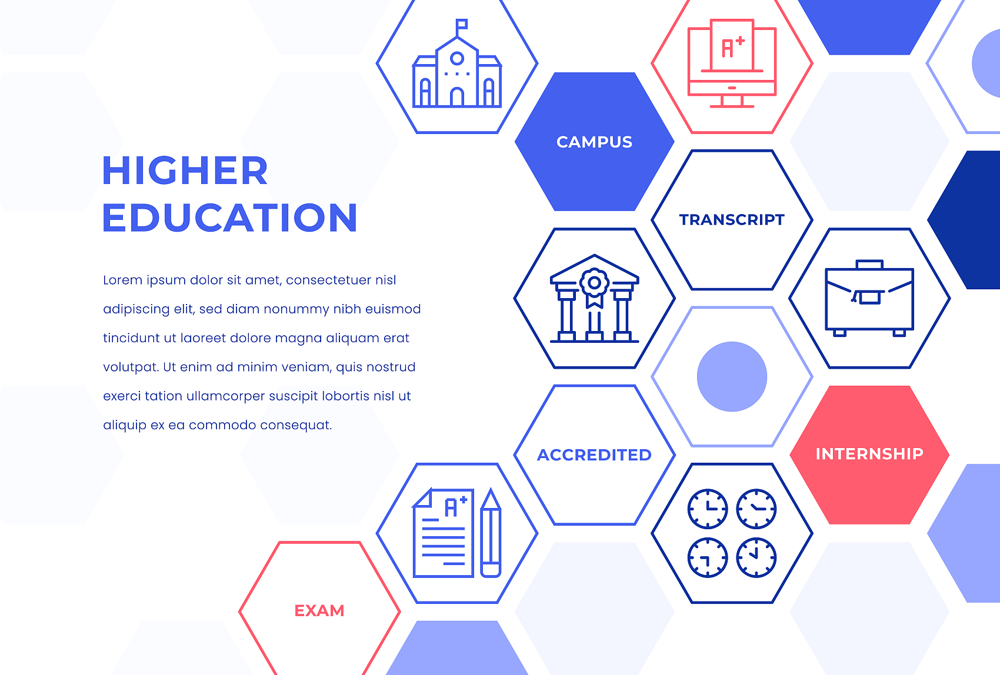 HIGHER
EDUCATION
Lorem ipsum dolor sit amet, consectetuer nisl
adipiscing elit, sed diam nonummy nibh euismod
tincidunt ut laoreet dolore magna aliquam erat
volutpat. Ut enim ad minim veniam, quis nostrud
exerci tation ullamcorper suscipit lobortis nisl ut
aliquip ex ea commodo consequat.
A+
CAMPUS
TRANSCRIPT
ACCREDITED
INTERNSHIP
A+
EXAM